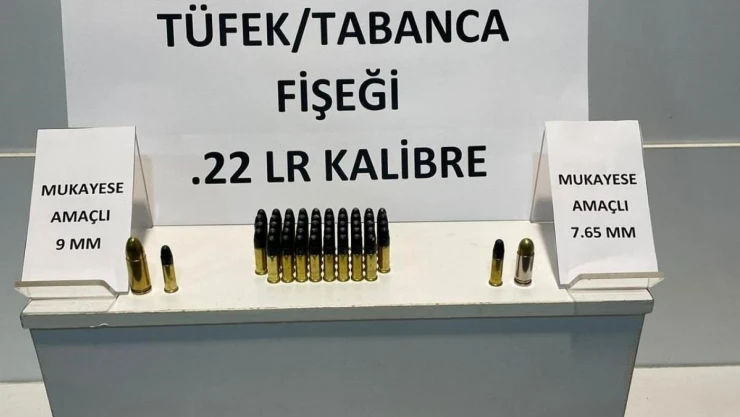 TÜFEK/TABANCA
FİŞEĞİ
.22 LR KALİBRE
MUKAYESE
AMAÇLI
9 MM
MUKAYESE
AMAÇLI
7.65 MM